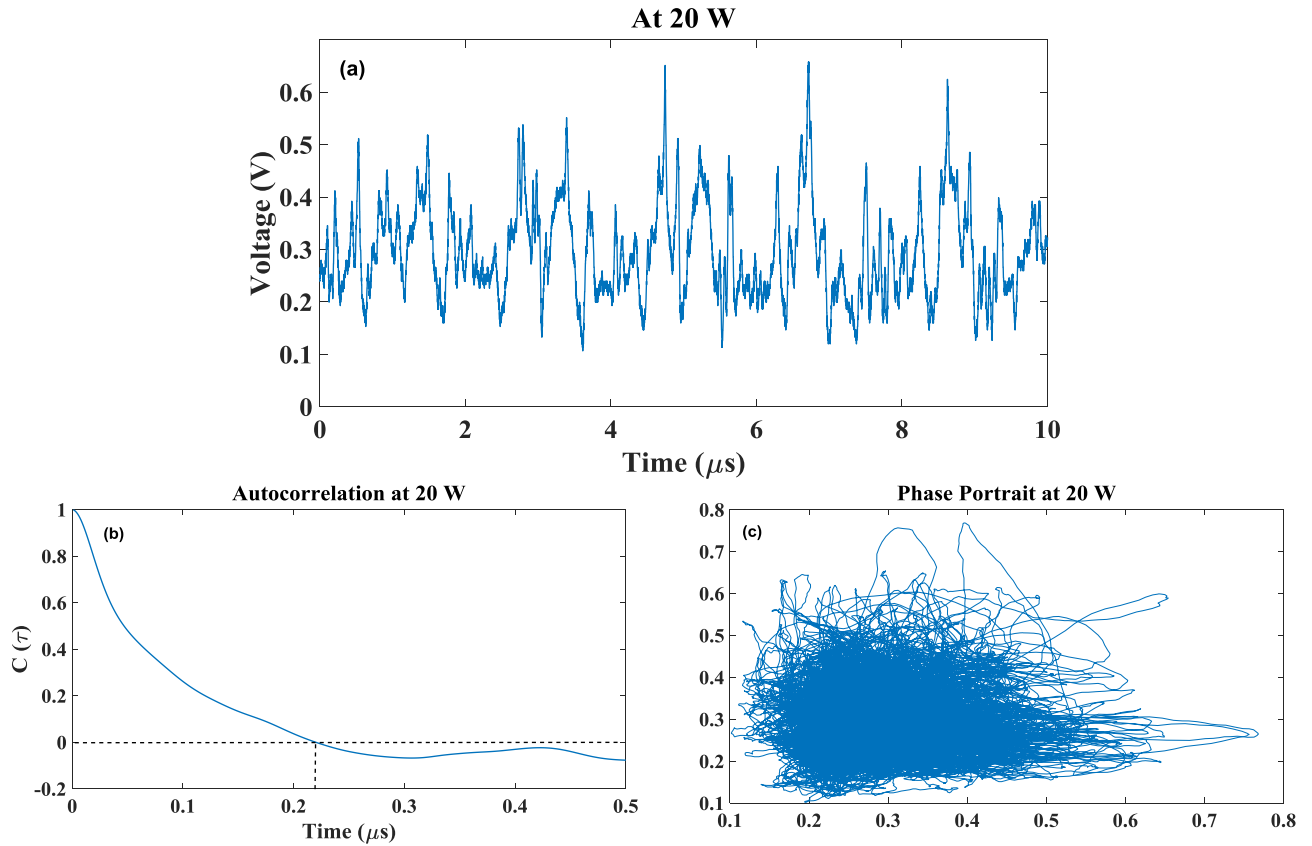 At 20 W
(a)
0.6
0.5
0.4
0.3
0.2
0.1
0
Voltage (V)
0 2 4 6 8 10
Time (μs)
Autocorrelation at 20 W
(b)
1
0.8
0.6
0.4
0.2
0
-0.2
C (τ)
0 0.1 0.2 0.3 0.4 0.5
Time (μs)
Phase Portrait at 20 W
(c)
0.8
0.7
0.6
0.5
0.4
0.3
0.2
0.1
0.1 0.2 0.3 0.4 0.5 0.6 0.7 0.8